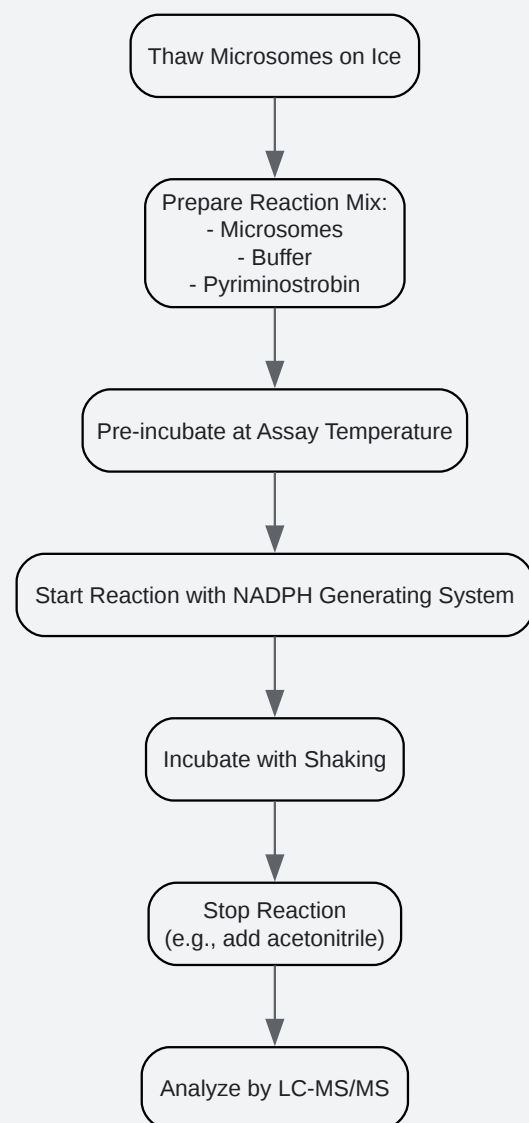 Thaw Microsomes on Ice
Prepare Reaction Mix:
- Microsomes
- Buffer
- Pyriminostrobin
Pre-incubate at Assay Temperature
Start Reaction with NADPH Generating System
Incubate with Shaking
Stop Reaction
(e.g., add acetonitrile)
Analyze by LC-MS/MS